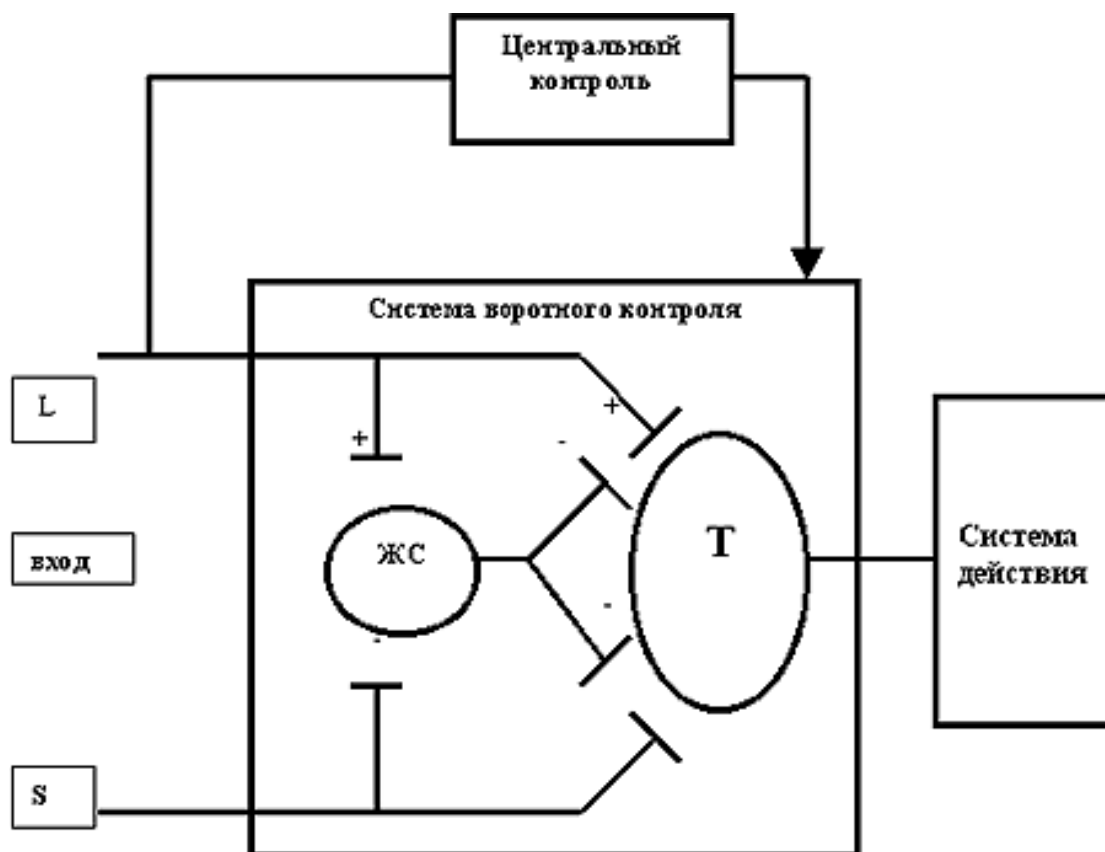 Центральный
контроль
Система воротного контроля
L
+
+
-
вход
ЖС
T
Система
действия
-
-
S